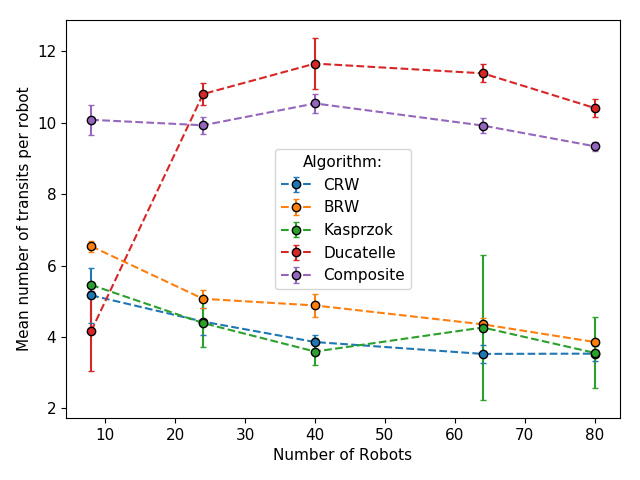 Mean number of transits per robot
12
10
8
6
4
2
Algorithm:
CRW
BRW
Kasprzok
Ducatelle
Composite
10 20 30 40 50 60 70 80
Number of Robots